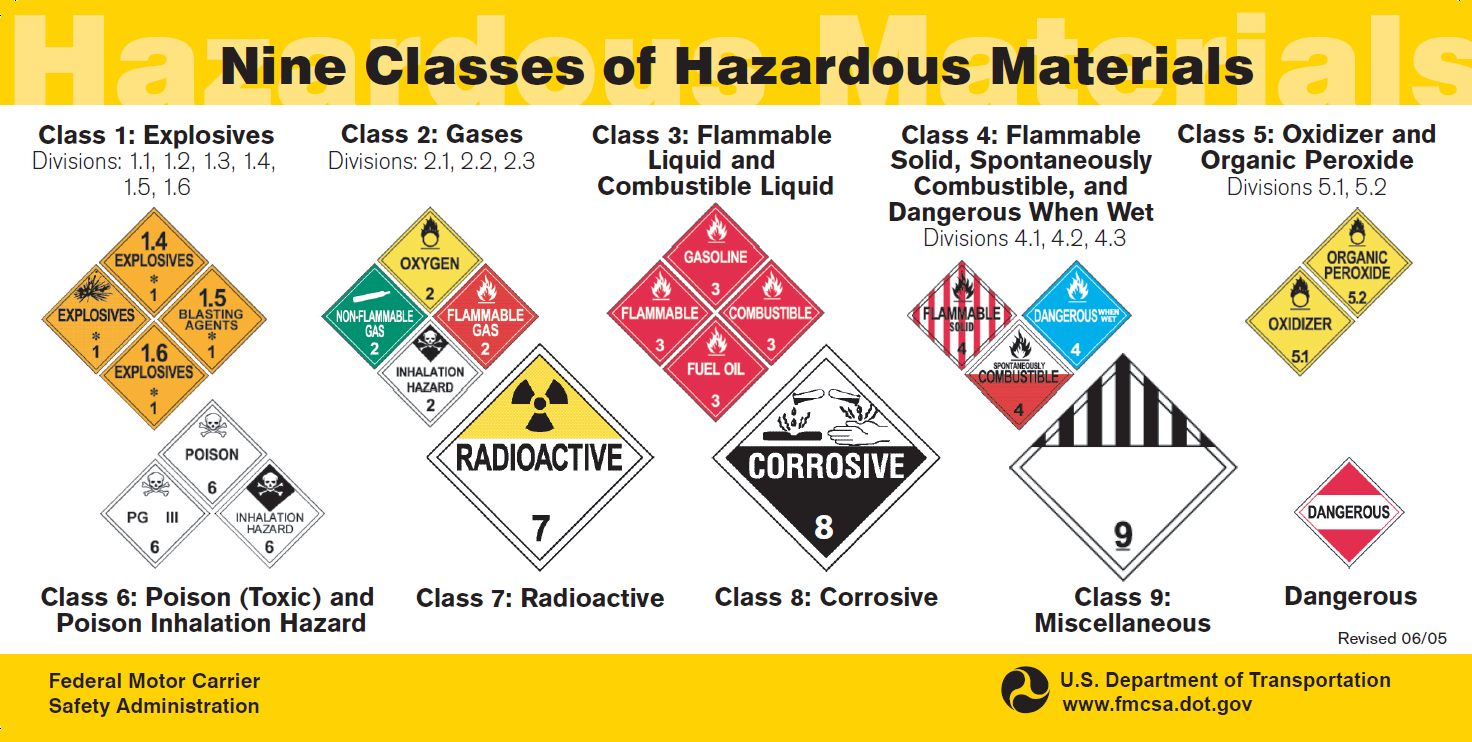 Hazardous Materials
Nine Classes of Hazardous Materials
Class 1: Explosives
Divisions: 1.1, 1.2, 1.3, 1.4,
1.5, 1.6
1.4
EXPLOSIVES
*
1
EXPLOSIVES
*
1
1.5
BLASTING
AGENTS
*
1
1.6
EXPLOSIVES
*
1
Class 2: Gases
Divisions: 2.1, 2.2, 2.3
OXYGEN
2
NON-FLAMMABLE
GAS
2
FLAMMABLE
GAS
2
INHALATION
HAZARD
2
Class 3: Flammable
Liquid and
Combustible Liquid
GASOLINE
3
FLAMMABLE
3
COMBUSTIBLE
3
FUEL OIL
3
Class 4: Flammable
Solid, Spontaneously
Combustible, and
Dangerous When Wet
Divisions 4.1, 4.2, 4.3
FLAMMABLE
SOLID
4
DANGEROUS WHEN
WET
4
SPONTANEOUSLY
COMBUSTIBLE
4
Class 5: Oxidizer and
Organic Peroxide
Divisions 5.1, 5.2
ORGANIC
PEROXIDE
5.2
OXIDIZER
5.1
POISON
6
PG III
6
INHALATION
HAZARD
6
Class 6: Poison (Toxic) and
Poison Inhalation Hazard
RADIOACTIVE
7
Class 7: Radioactive
CORROSIVE
8
Class 8: Corrosive
9
Class 9:
Miscellaneous
DANGEROUS
Dangerous
Revised 06/05
Federal Motor Carrier
Safety Administration
U.S. Department of Transportation
www.fmcsa.dot.gov